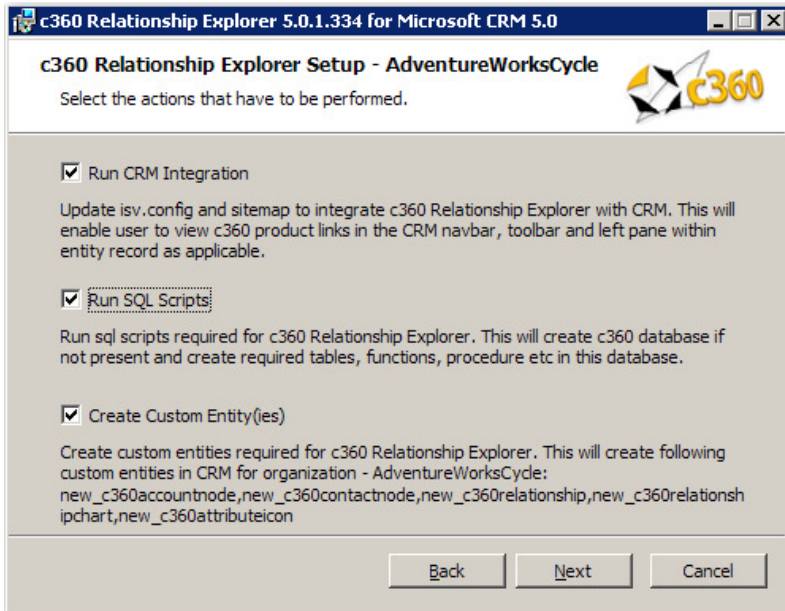 c360 Relationship Explorer 5.0.1.334 for Microsoft CRM 5.0
c360 Relationship Explorer Setup - AdventureWorksCycle
Select the actions that have to be performed.
c360
Run CRM Integration
Update isv.config and sitemap to integrate c360 Relationship Explorer with CRM. This will
enable user to view c360 product links in the CRM navbar, toolbar and left pane within
entity record as applicable.
Run SQL Scripts
Run sql scripts required for c360 Relationship Explorer. This will create c360 database if
not present and create required tables, functions, procedure etc in this database.
Create Custom Entity(ies)
Create custom entities required for c360 Relationship Explorer. This will create following
custom entities in CRM for organization - AdventureWorksCycle:
new_c360accountnode,new_c360contactnode,new_c360relationship,new_c360relationsh
ipchart,new_c360attributeicon
Back Next Cancel